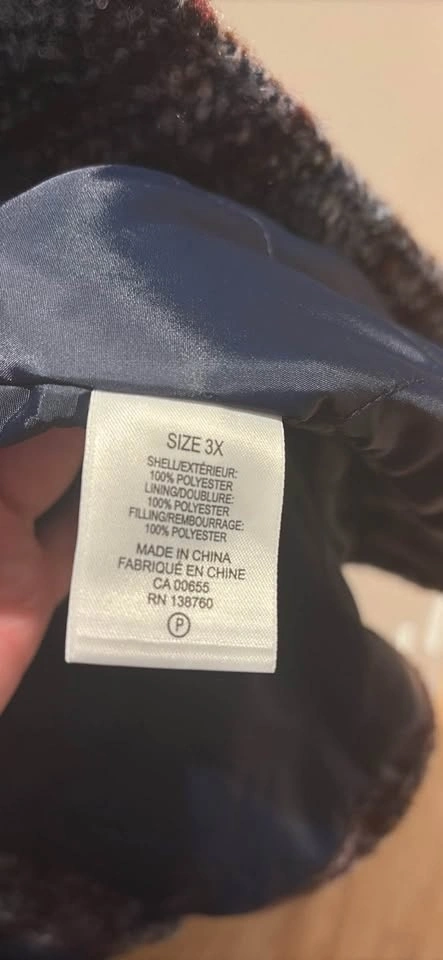 SIZE 3X
SHELL/EXTÉRIEUR:
100% POLYESTER
LINING/DOUBLURE:
100% POLYESTER
FILLING/REMBOURRAGE:
100% POLYESTER
MADE IN CHINA
FABRIQUÉ EN CHINE
CA 00655
RN 138760
P